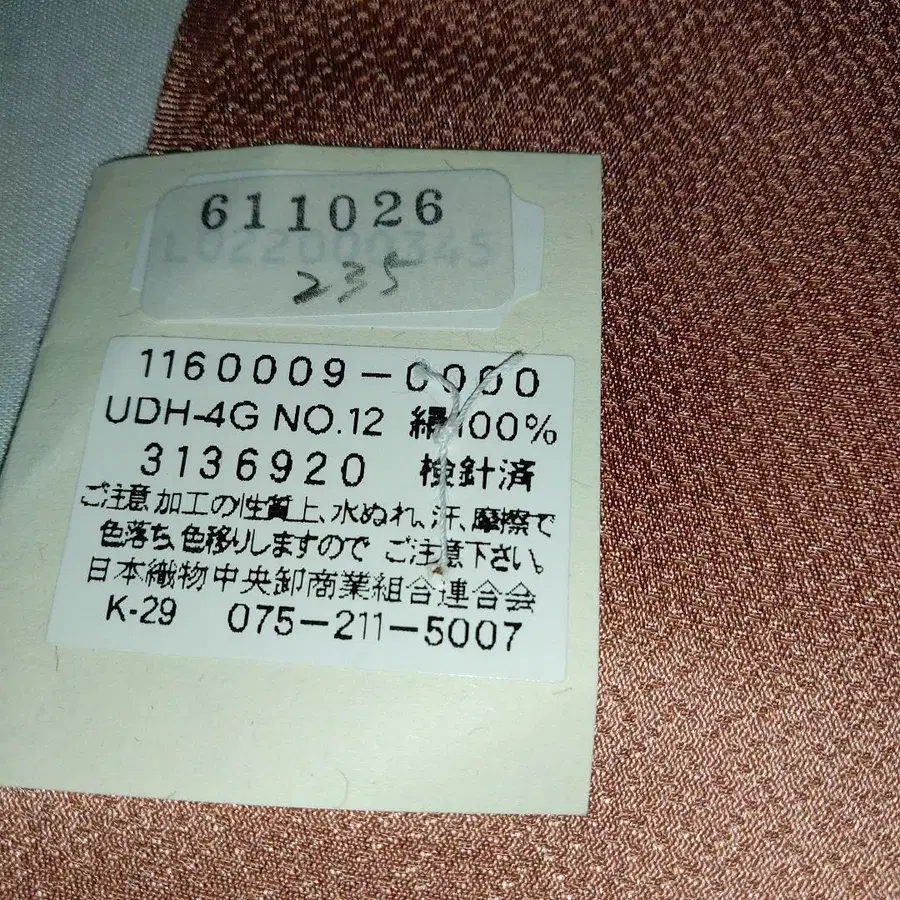 611026
L022000345
235
1160009-0000
UDH-4G NO.12 絹100%
3136920 検針済
ご注意加工の性質上、水ぬれ、汗、摩擦で
色落ち、色移りしますので ご注意下さい。
日本織物中央卸商業組合連合会
K-29 075-211-5007